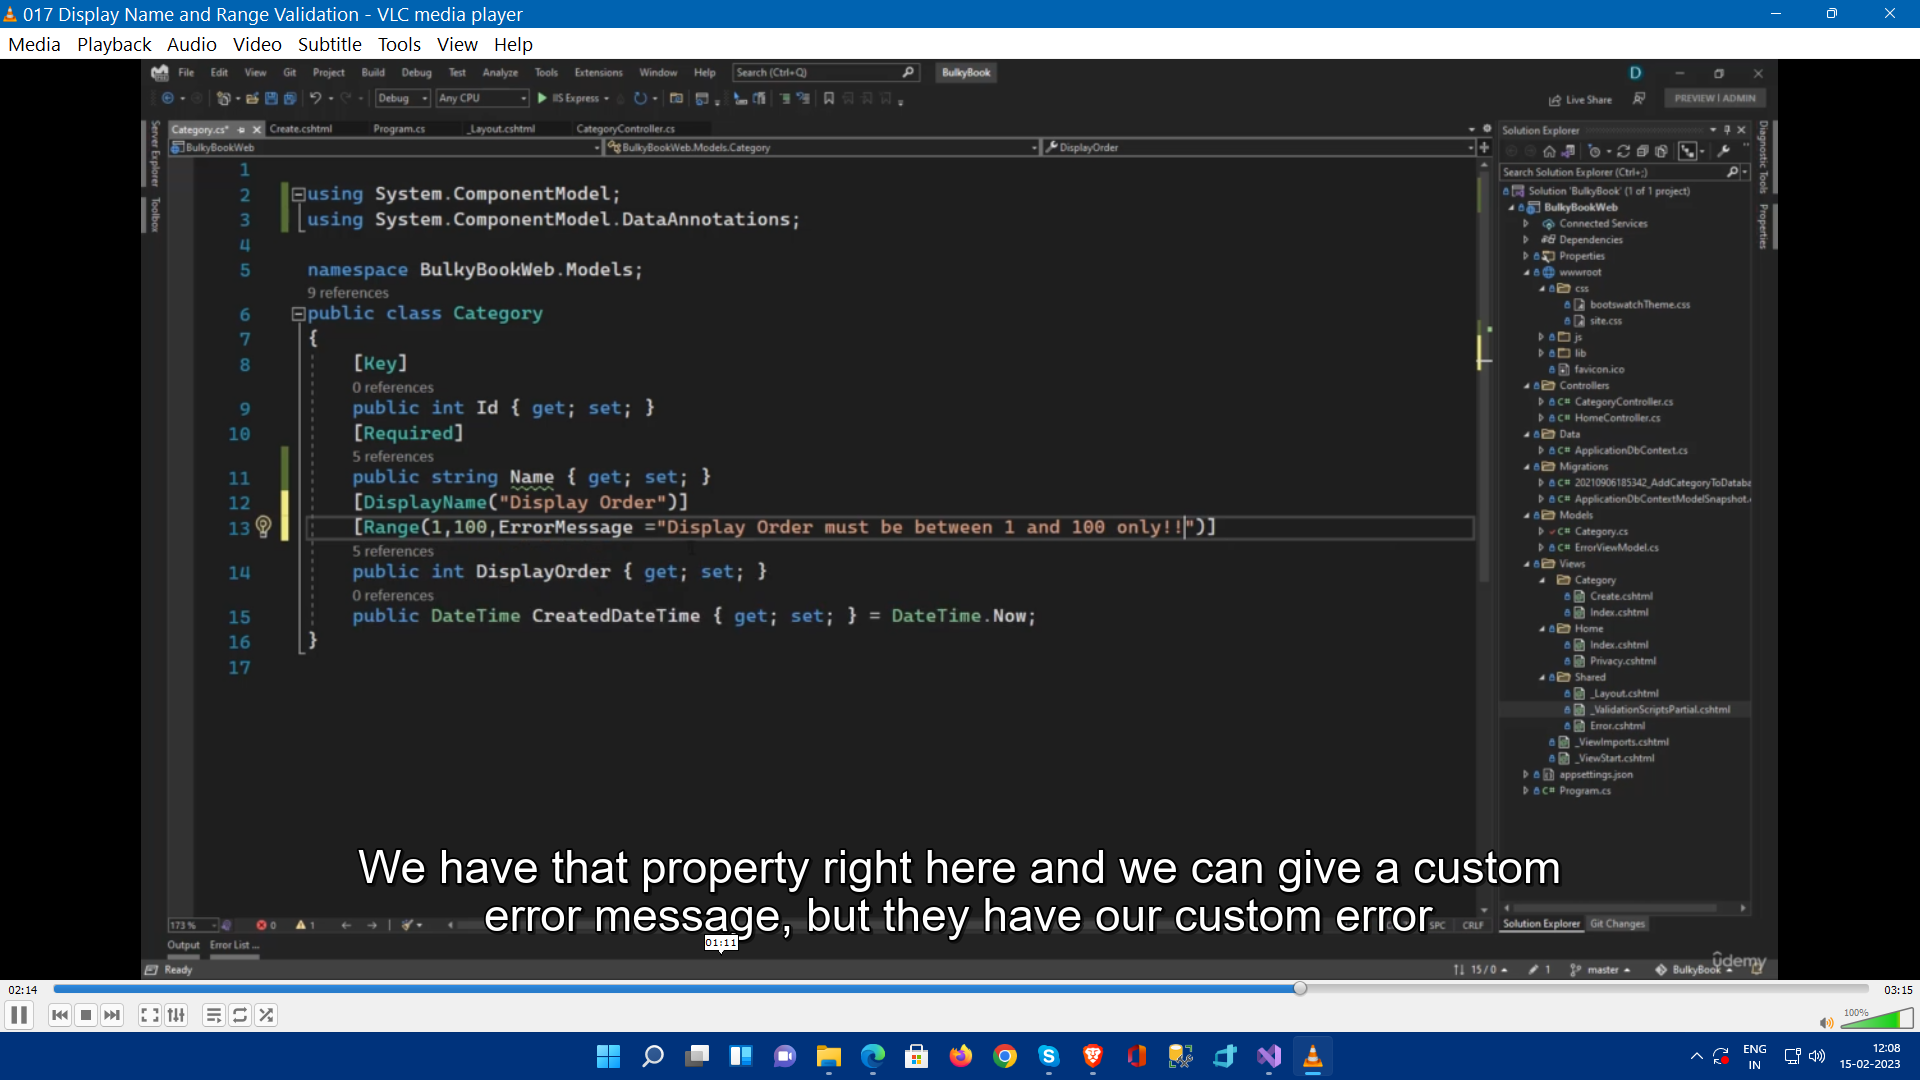 017 Display Name and Range Validation - VLC media player
Media Playback Audio Video Subtitle Tools View Help
File Edit View Git Project Build Debug Test Analyze Tools Extensions Window Help Search (Ctrl+Q) BulkyBook D
Debug Any CPU IIS Express Live Share PREVIEW | ADMIN
Category.cs* Create.cshtml Program.cs _Layout.cshtml CategoryController.cs
BulkyBookWeb BulkyBookWeb.Models.Category DisplayOrder
Server Explorer
Toolbox
1
2 using System.ComponentModel;
3 using System.ComponentModel.DataAnnotations;
4
5 namespace BulkyBookWeb.Models;
9 references
6 public class Category
7 {
8 [Key]
0 references
9 public int Id { get; set; }
10 [Required]
5 references
11 public string Name { get; set; }
12 [DisplayName("Display Order")]
13 [Range(1,100,ErrorMessage ="Display Order must be between 1 and 100 only!!")]
5 references
14 public int DisplayOrder { get; set; }
0 references
15 public DateTime CreatedDateTime { get; set; } = DateTime.Now;
16 }
17
Solution Explorer
Search Solution Explorer (Ctrl+;)
Solution 'BulkyBook' (1 of 1 project)
BulkyBookWeb
Connected Services
Dependencies
Properties
wwwroot
css
bootswatchTheme.css
site.css
js
lib
favicon.ico
Controllers
C# CategoryController.cs
C# HomeController.cs
Data
C# ApplicationDbContext.cs
Migrations
C# 20210906185342_AddCategoryToDataba
C# ApplicationDbContextModelSnapshot.
Models
C# Category.cs
C# ErrorViewModel.cs
Views
Category
Create.cshtml
Index.cshtml
Home
Index.cshtml
Privacy.cshtml
Shared
_Layout.cshtml
_ValidationScriptsPartial.cshtml
Error.cshtml
_ViewImports.cshtml
_ViewStart.cshtml
appsettings.json
C# Program.cs
Diagnostic Tools
Properties
We have that property right here and we can give a custom
error message, but they have our custom error
173 % 0 1 SPC CRLF
Solution Explorer Git Changes
01:11
Output Error List ...
Ready 15 / 0 1 master BulkyBook
ûdemy
02:14 03:15
100%
ENG
IN
12:08
15-02-2023